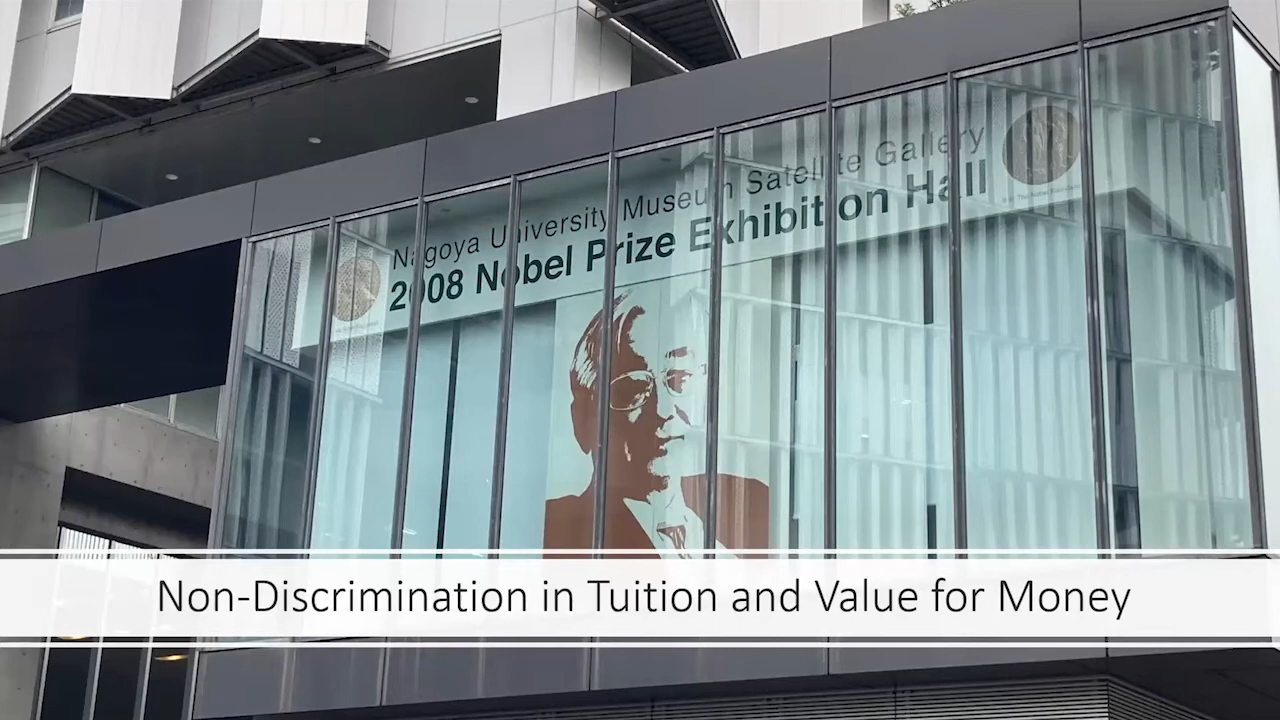 Nagoya University Museum Satellite Gallery
2008 Nobel Prize Exhibition Hall
Non-Discrimination in Tuition and Value for Money